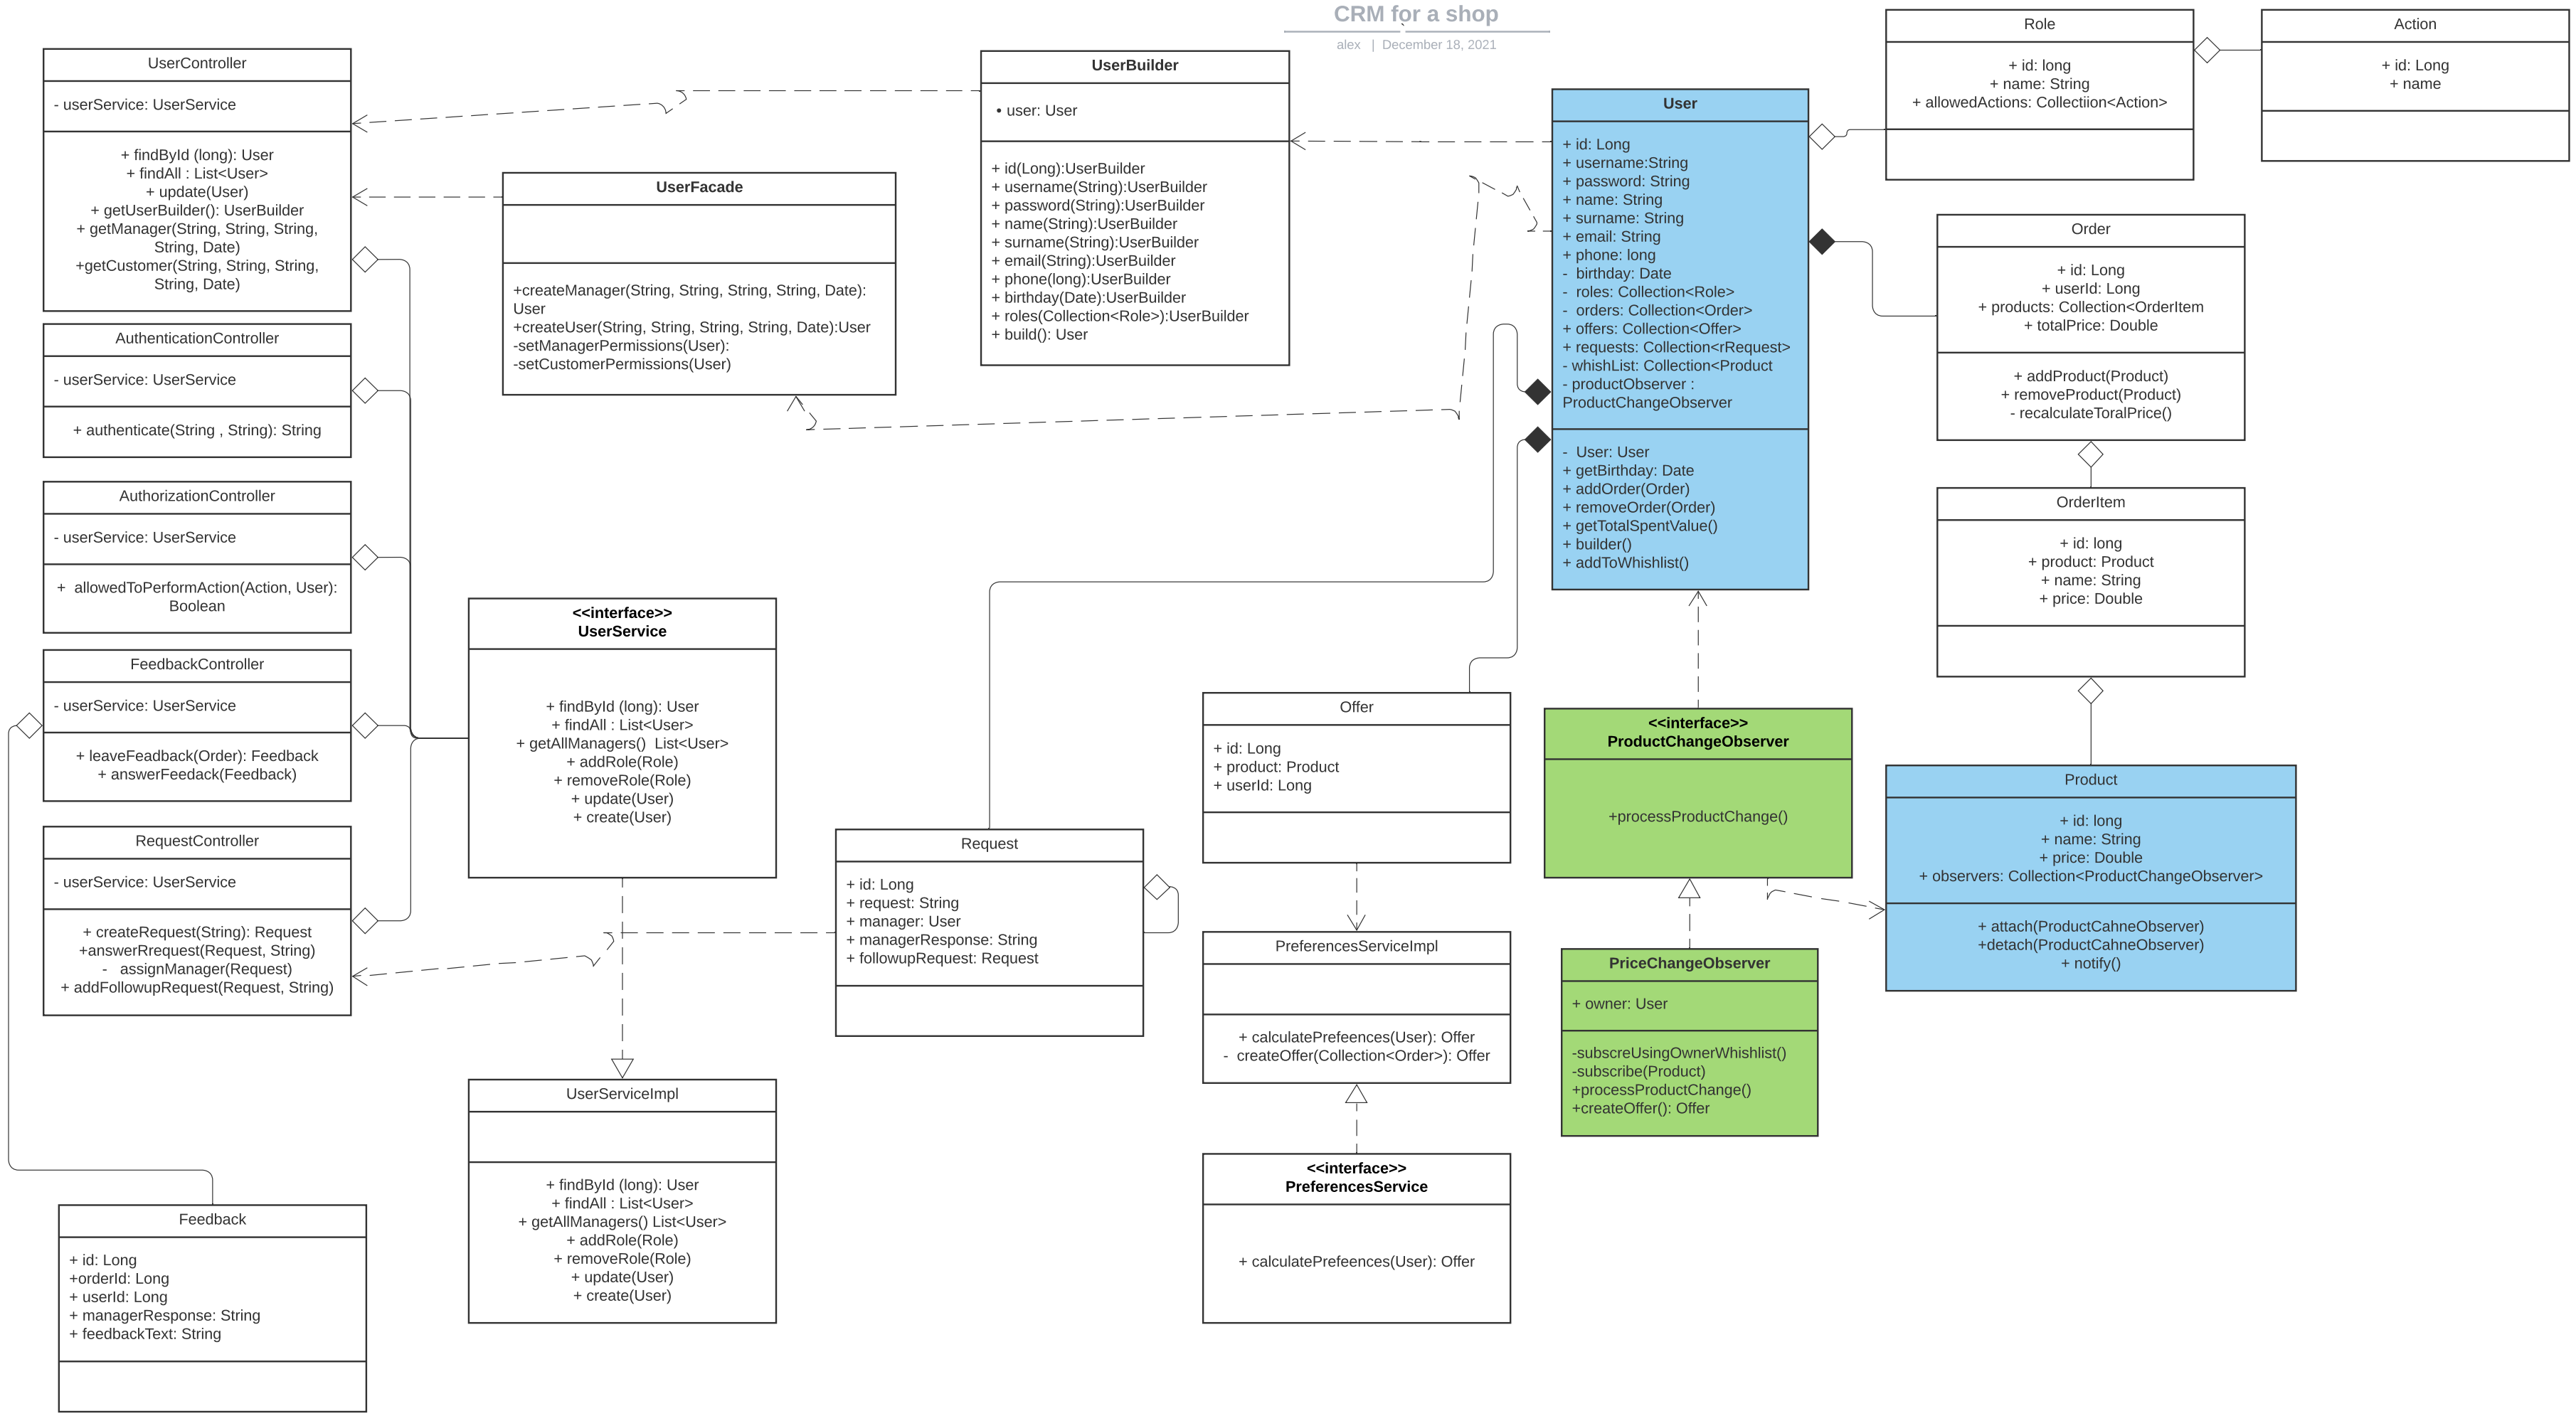 CRM for a shop
alex | December 18, 2021
UserController
- userService: UserService
+ findById (long): User
+ findAll : List<User>
+ update(User)
+ getUserBuilder(): UserBuilder
+ getManager(String, String, String,
String, Date)
+getCustomer(String, String, String,
String, Date)
AuthenticationController
- userService: UserService
+ authenticate(String , String): String
AuthorizationController
- userService: UserService
+ allowedToPerformAction(Action, User):
Boolean
FeedbackController
- userService: UserService
+ leaveFeadback(Order): Feedback
+ answerFeedack(Feedback)
RequestController
- userService: UserService
+ createRequest(String): Request
+answerRrequest(Request, String)
- assignManager(Request)
+ addFollowupRequest(Request, String)
Feedback
+ id: Long
+orderId: Long
+ userId: Long
+ managerResponse: String
+ feedbackText: String
UserFacade
+createManager(String, String, String, String, Date):
User
+createUser(String, String, String, String, Date):User
-setManagerPermissions(User):
-setCustomerPermissions(User)
<<interface>>
UserService
+ findById (long): User
+ findAll : List<User>
+ getAllManagers() List<User>
+ addRole(Role)
+ removeRole(Role)
+ update(User)
+ create(User)
UserServiceImpl
+ findById (long): User
+ findAll : List<User>
+ getAllManagers() List<User>
+ addRole(Role)
+ removeRole(Role)
+ update(User)
+ create(User)
UserBuilder
• user: User
+ id(Long):UserBuilder
+ username(String):UserBuilder
+ password(String):UserBuilder
+ name(String):UserBuilder
+ surname(String):UserBuilder
+ email(String):UserBuilder
+ phone(long):UserBuilder
+ birthday(Date):UserBuilder
+ roles(Collection<Role>):UserBuilder
+ build(): User
Request
+ id: Long
+ request: String
+ manager: User
+ managerResponse: String
+ followupRequest: Request
Offer
+ id: Long
+ product: Product
+ userId: Long
PreferencesServiceImpl
+ calculatePrefeences(User): Offer
- createOffer(Collection<Order>): Offer
<<interface>>
PreferencesService
+ calculatePrefeences(User): Offer
User
+ id: Long
+ username:String
+ password: String
+ name: String
+ surname: String
+ email: String
+ phone: long
- birthday: Date
- roles: Collection<Role>
- orders: Collection<Order>
+ offers: Collection<Offer>
+ requests: Collection<rRequest>
- whishList: Collection<Product
- productObserver :
ProductChangeObserver
- User: User
+ getBirthday: Date
+ addOrder(Order)
+ removeOrder(Order)
+ getTotalSpentValue()
+ builder()
+ addToWhishlist()
<<interface>>
ProductChangeObserver
+processProductChange()
PriceChangeObserver
+ owner: User
-subscreUsingOwnerWhishlist()
-subscribe(Product)
+processProductChange()
+createOffer(): Offer
Role
+ id: long
+ name: String
+ allowedActions: Collectiion<Action>
Action
+ id: Long
+ name
Order
+ id: Long
+ userId: Long
+ products: Collection<OrderItem
+ totalPrice: Double
+ addProduct(Product)
+ removeProduct(Product)
- recalculateToralPrice()
OrderItem
+ id: long
+ product: Product
+ name: String
+ price: Double
Product
+ id: long
+ name: String
+ price: Double
+ observers: Collection<ProductChangeObserver>
+ attach(ProductCahneObserver)
+detach(ProductCahneObserver)
+ notify()